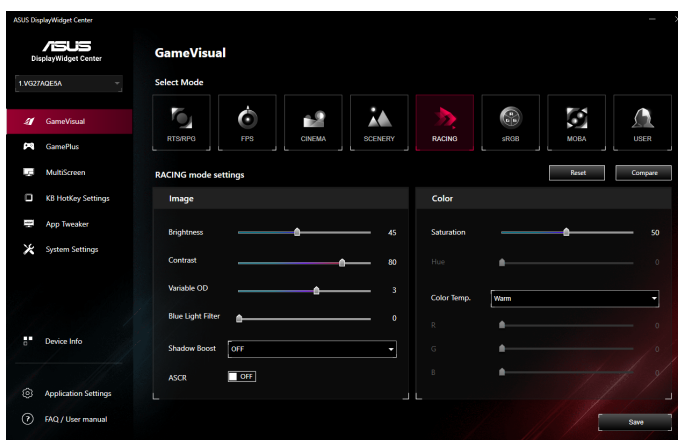 ASUS DisplayWidget Center
ASUS
DisplayWidget Center
1.VG27AQE5A
GameVisual
GamePlus
MultiScreen
KB HotKey Settings
App Tweaker
System Settings
Device Info
Application Settings
FAQ / User manual
GameVisual
Select Mode
RTS/RPG
FPS
CINEMA
SCENERY
RACING
sRGB
MOBA
USER
RACING mode settings
Reset
Compare
Image
Brightness 45
Contrast 80
Variable OD 3
Blue Light Filter 0
Shadow Boost OFF
ASCR OFF
Color
Saturation 50
Hue 0
Color Temp. Warm
R 0
G 0
B 0
Save